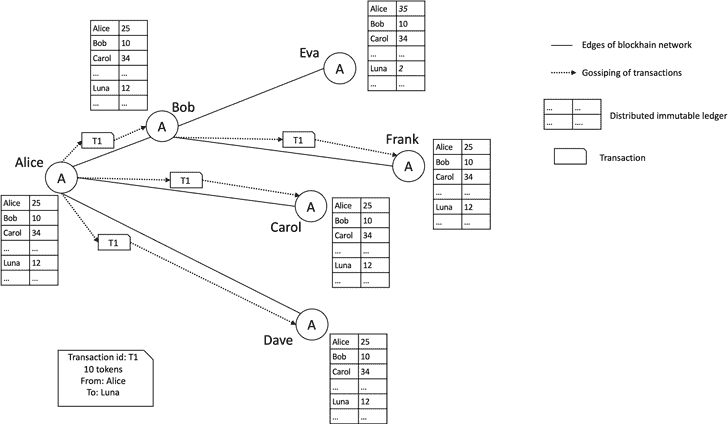 Alice 25
Bob 10
Carol 34
... ...
Luna 12
... ...
Alice 35
Bob 10
Carol 34
... ...
Luna 2
... ...
Eva
A
Bob
A
T1
T1
Frank
A
Alice 25
Bob 10
Carol 34
... ...
Luna 12
... ...
Alice
A
T1
Carol
A
Alice 25
Bob 10
Carol 34
... ...
Luna 12
... ...
Alice 25
Bob 10
Carol 34
... ...
Luna 12
... ...
T1
Dave
A
Alice 25
Bob 10
Carol 34
... ...
Luna 12
... ...
Transaction id: T1
10 tokens
From: Alice
To: Luna
Edges of blockhain network
Gossiping of transactions
... ...
... ....
Distributed immutable ledger
Transaction